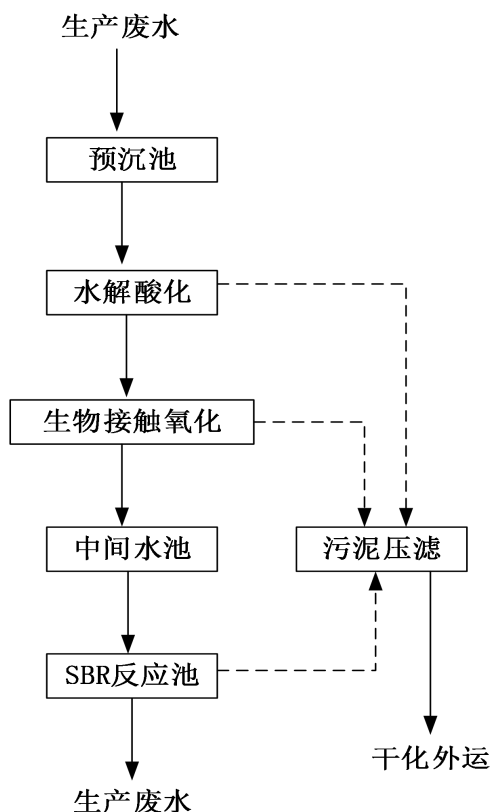 生产废水
预沉池
水解酸化
生物接触氧化
中间水池
污泥压滤
SBR反应池
干化外运
生产废水